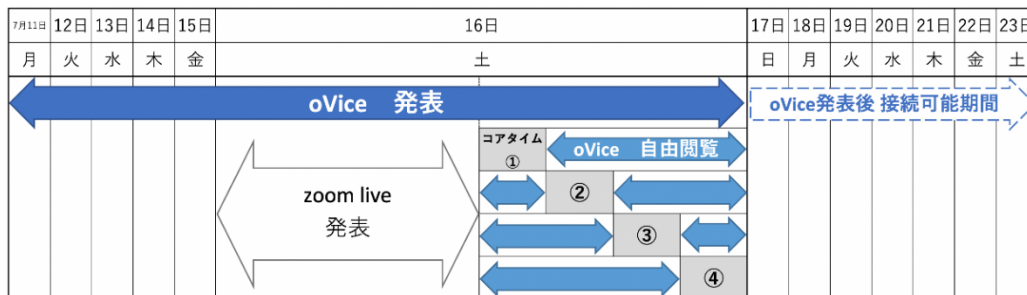 7月11日 12日 13日 14日 15日 16日 17日 18日 19日 20日 21日 22日 23日
月 火 水 木 金 土 日 月 火 水 木 金 土
oVice 発表 oVice発表後 接続可能期間
コアタイム
① oVice 自由閲覧
②
zoom live
発表
③
④